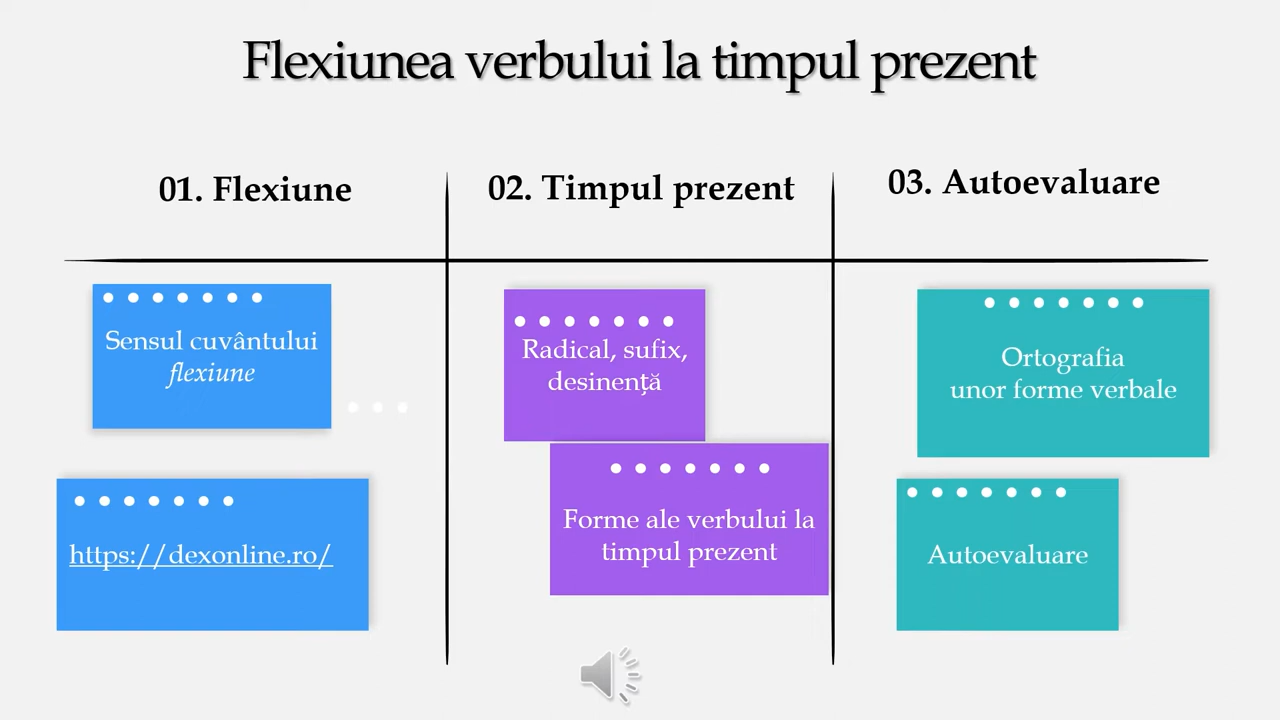 Flexiunea verbului la timpul prezent
01. Flexiune
Sensul cuvântului
flexiune
https://dexonline.ro/
02. Timpul prezent
Radical, sufix,
desinență
Forme ale verbului la
timpul prezent
03. Autoevaluare
Ortografia
unor forme verbale
Autoevaluare